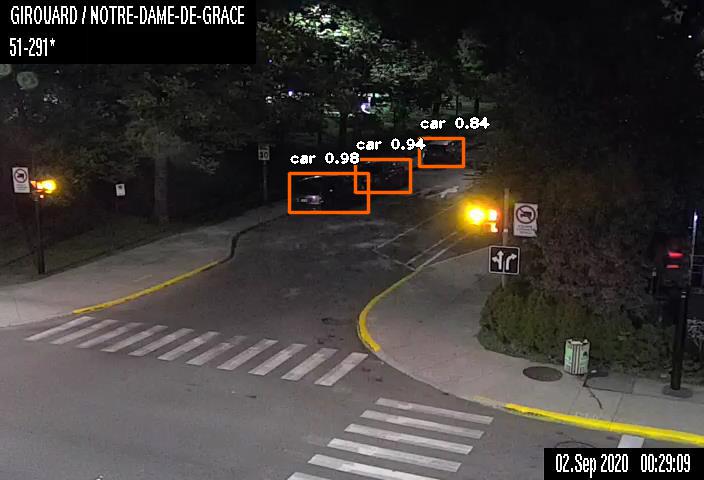 GIROUARD / NOTRE-DAME-DE-GRACE
51-291*
car 0.84
car 0.94
car 0.98
30
02.Sep 2020 00:29:09